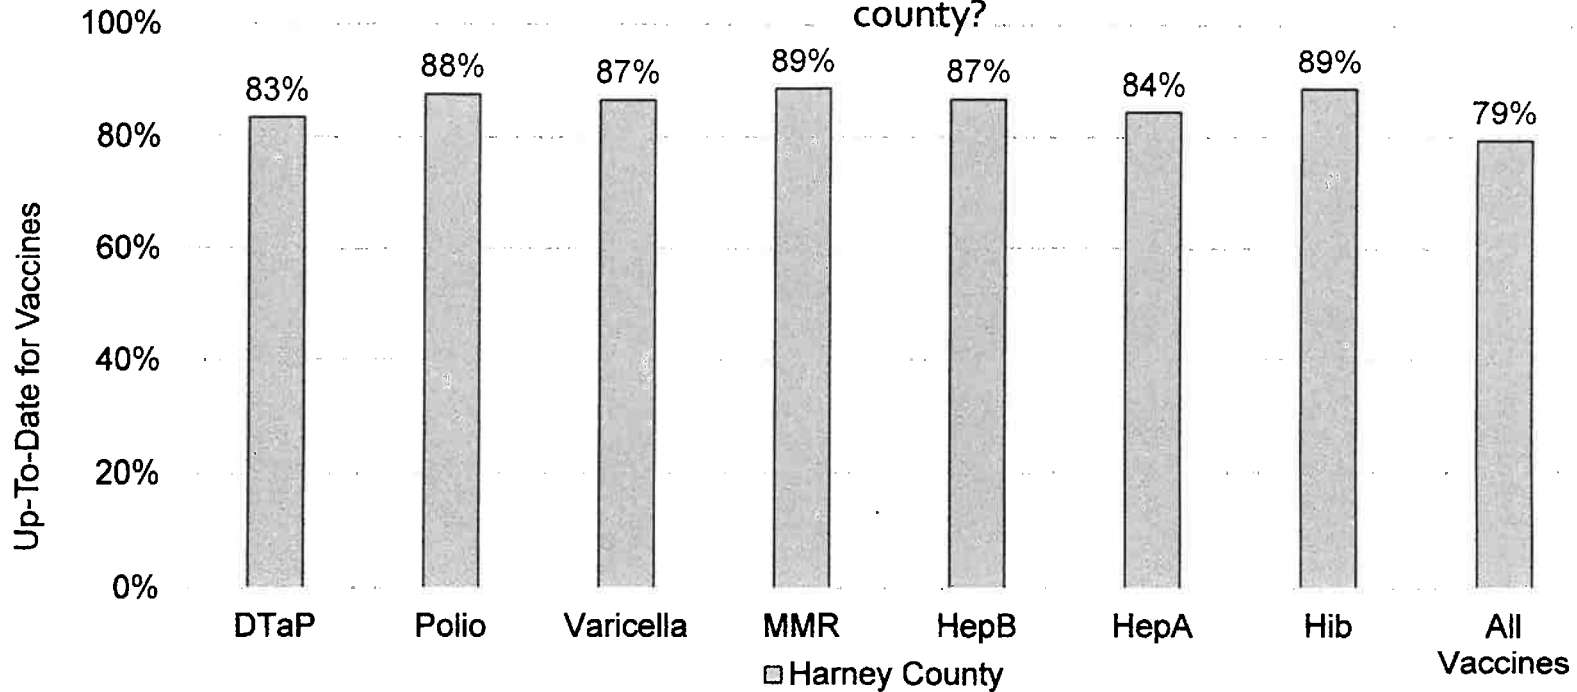 county?
100%
80%
60%
40%
20%
0%
Up-To-Date for Vaccines
83%
88%
87%
89%
87%
84%
89%
79%
DTaP
Polio
Varicella
MMR
HepB
HepA
Hib
All
Vaccines
Harney County